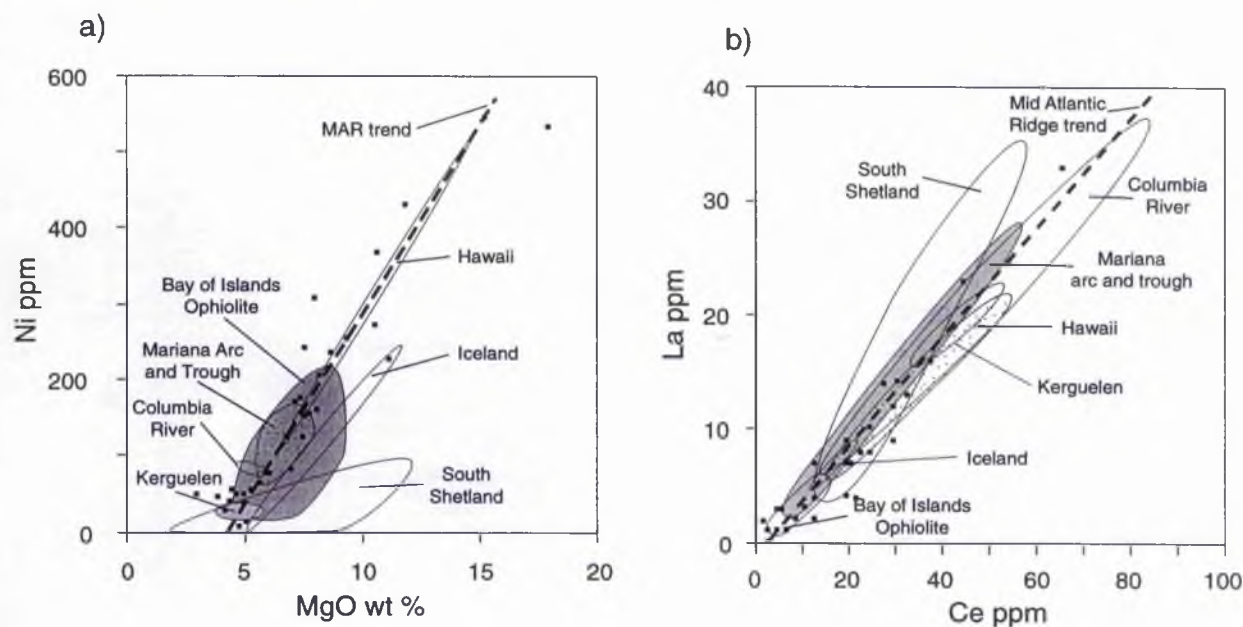 a)
600
400
200
0
Ni ppm
0
5
10
15
20
MgO wt %
MAR trend
Hawaii
Bay of Islands
Ophiolite
Mariana Arc
and Trough
Iceland
Columbia
River
Kerguelen
South
Shetland
b)
40
30
20
10
0
La ppm
0
20
40
60
80
100
Ce ppm
Mid Atlantic
Ridge trend
South
Shetland
Columbia
River
Mariana
arc and trough
Hawaii
Kerguelen
Iceland
Bay of Islands
Ophiolite